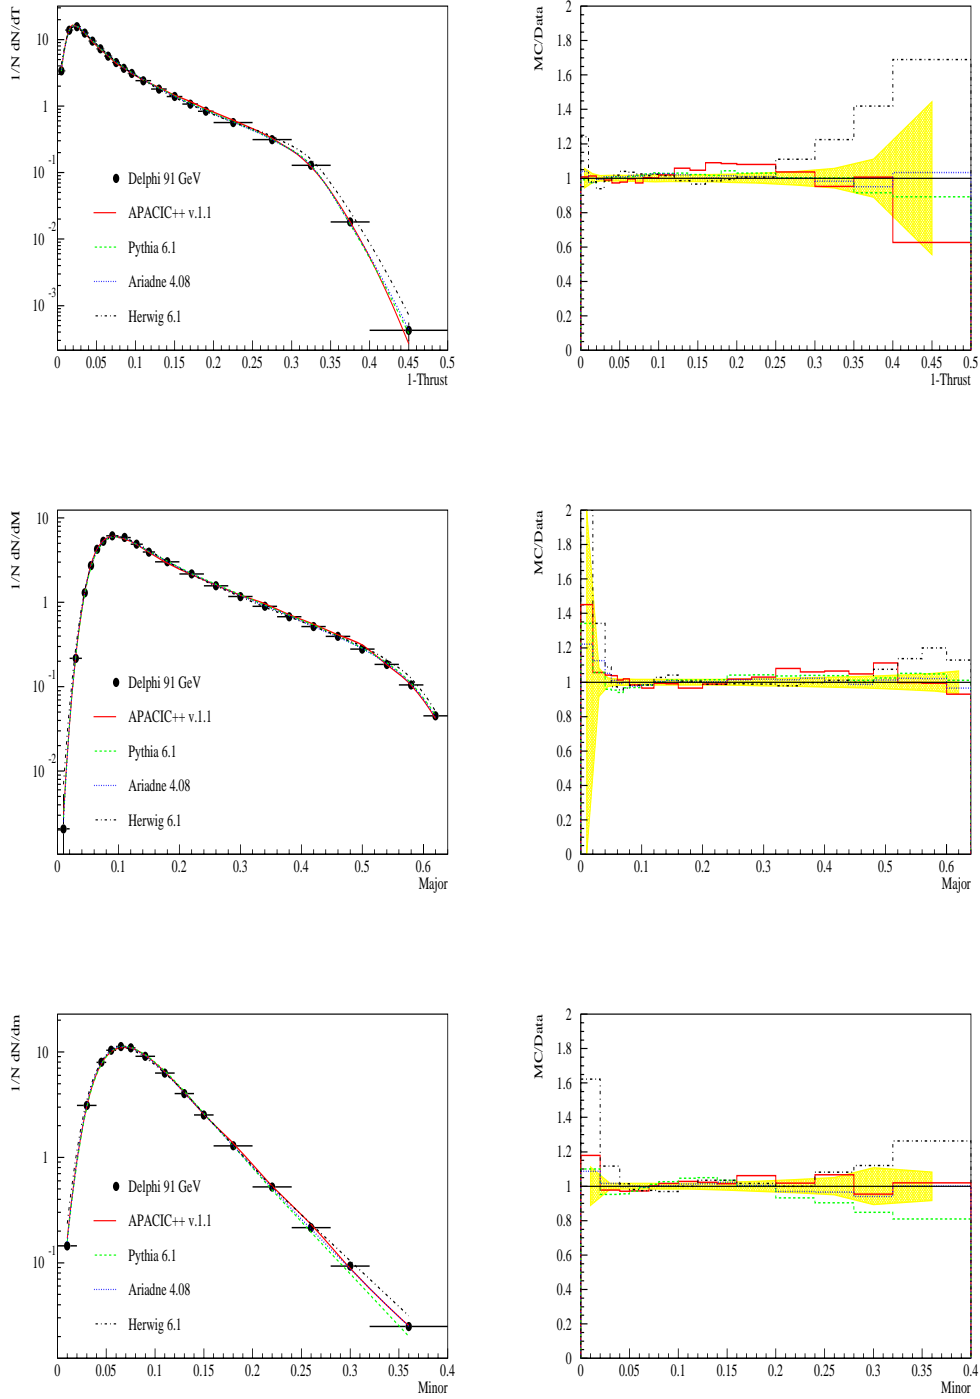 1/N dN/dT
10
1
10 -1
10 -2
10 -3
Delphi 91 GeV
APACIC++ v.1.1
Pythia 6.1
Ariadne 4.08
Herwig 6.1
0 0.05 0.1 0.15 0.2 0.25 0.3 0.35 0.4 0.45 0.5
1-Thrust
MC/Data
2
1.8
1.6
1.4
1.2
1
0.8
0.6
0.4
0.2
0
0 0.05 0.1 0.15 0.2 0.25 0.3 0.35 0.4 0.45 0.5
1-Thrust
1/N dN/dM
10
1
10 -1
10 -2
Delphi 91 GeV
APACIC++ v.1.1
Pythia 6.1
Ariadne 4.08
Herwig 6.1
0 0.1 0.2 0.3 0.4 0.5 0.6
Major
MC/Data
2
1.8
1.6
1.4
1.2
1
0.8
0.6
0.4
0.2
0
0 0.1 0.2 0.3 0.4 0.5 0.6
Major
1/N dN/dm
10
1
10 -1
Delphi 91 GeV
APACIC++ v.1.1
Pythia 6.1
Ariadne 4.08
Herwig 6.1
0 0.05 0.1 0.15 0.2 0.25 0.3 0.35 0.4
Minor
MC/Data
2
1.8
1.6
1.4
1.2
1
0.8
0.6
0.4
0.2
0
0 0.05 0.1 0.15 0.2 0.25 0.3 0.35 0.4
Minor